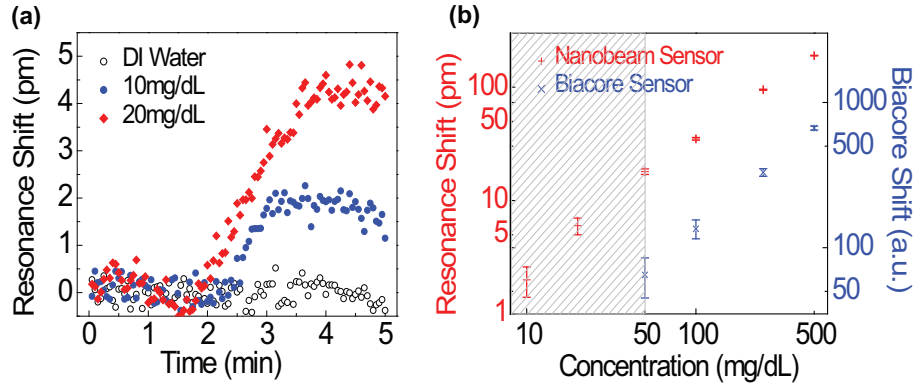 (a)
DI Water
10mg/dL
20mg/dL
Resonance Shift (pm)
5
4
3
2
1
0
0 1 2 3 4 5
Time (min)
(b)
Nanobeam Sensor
Biacore Sensor
Resonance Shift (pm)
100
50
10
5
1
10 50 100 500
Concentration (mg/dL)
1000
500
100
50
Biacore Shift (a.u.)